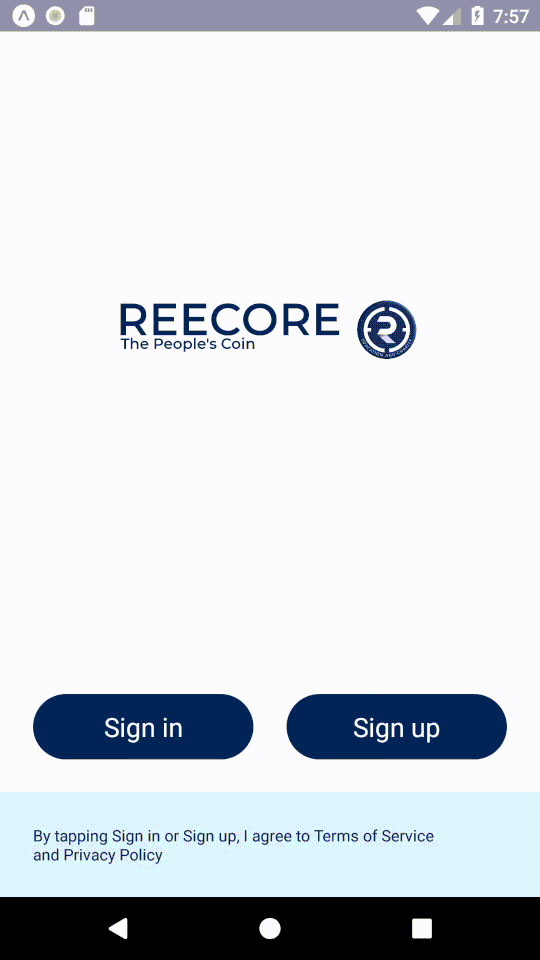 7:57
REECORE
The People's Coin
Sign in
Sign up
By tapping Sign in or Sign up, I agree to Terms of Service
and Privacy Policy